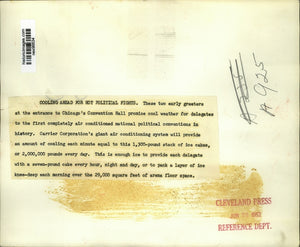 COOLING AHEAD FOR HOT POLITICAL FIGHTS. These two early greeters
at the entrance to Chicago's Convention Hall promise cool weather for delegates
to the first completely air conditioned national political conventions in
history. Carrier Corporation's giant air conditioning system will provide
an amount of cooling each minute equal to this 1,385-pound stack of ice cubes,
or 2,000,000 pounds every day. This is enough ice to provide each delegate
with a seven-pound cube every hour, night and day, or to pack a layer of ice
knee-deep each morning over the 29,000 square feet of arena floor space.
A 925
CLEVELAND PRESS
1952
REFERENCE DEPT.